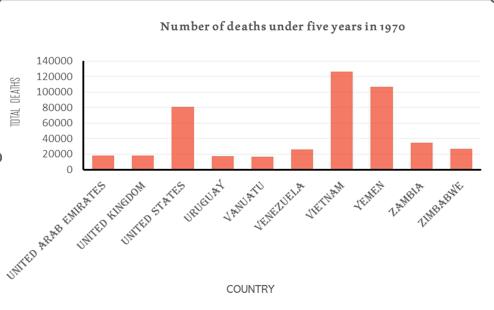 Number of deaths under five years in 1970
TOTAL DEATHS
140000
120000
100000
80000
60000
40000
20000
0
UNITED ARAB EMIRATES
UNITED KINGDOM
UNITED STATES
URUGUAY
VANUATU
VENEZUELA
VIETNAM
YEMEN
ZAMBIA
ZIMBABWE
COUNTRY